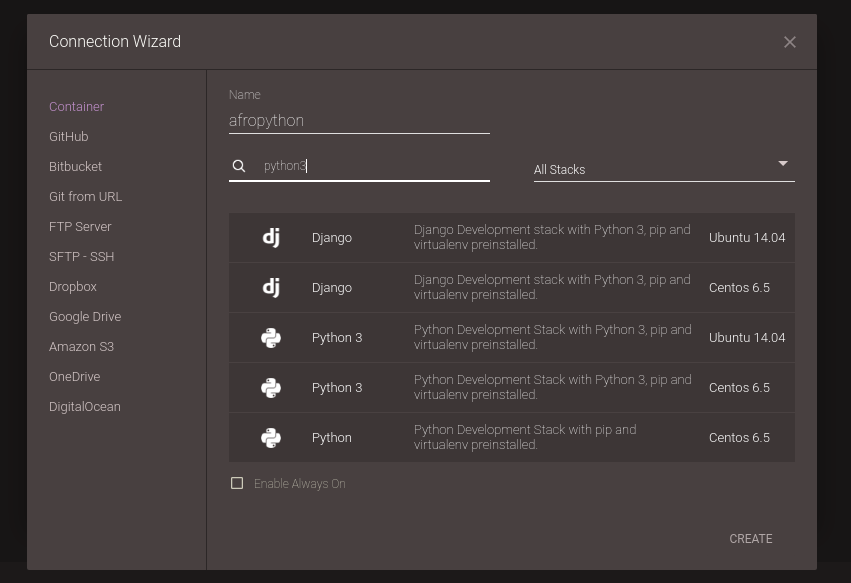 Connection Wizard
Container
GitHub
Bitbucket
Git from URL
FTP Server
SFTP - SSH
Dropbox
Google Drive
Amazon S3
OneDrive
DigitalOcean
Name
afropython
python3
All Stacks
dj Django Django Development stack with Python 3, pip and virtualenv preinstalled. Ubuntu 14.04
dj Django Django Development stack with Python 3, pip and virtualenv preinstalled. Centos 6.5
Python 3 Python Development Stack with Python 3, pip and virtualenv preinstalled. Ubuntu 14.04
Python 3 Python Development Stack with Python 3, pip and virtualenv preinstalled. Centos 6.5
Python Python Development Stack with pip and virtualenv preinstalled. Centos 6.5
Enable Always On
CREATE